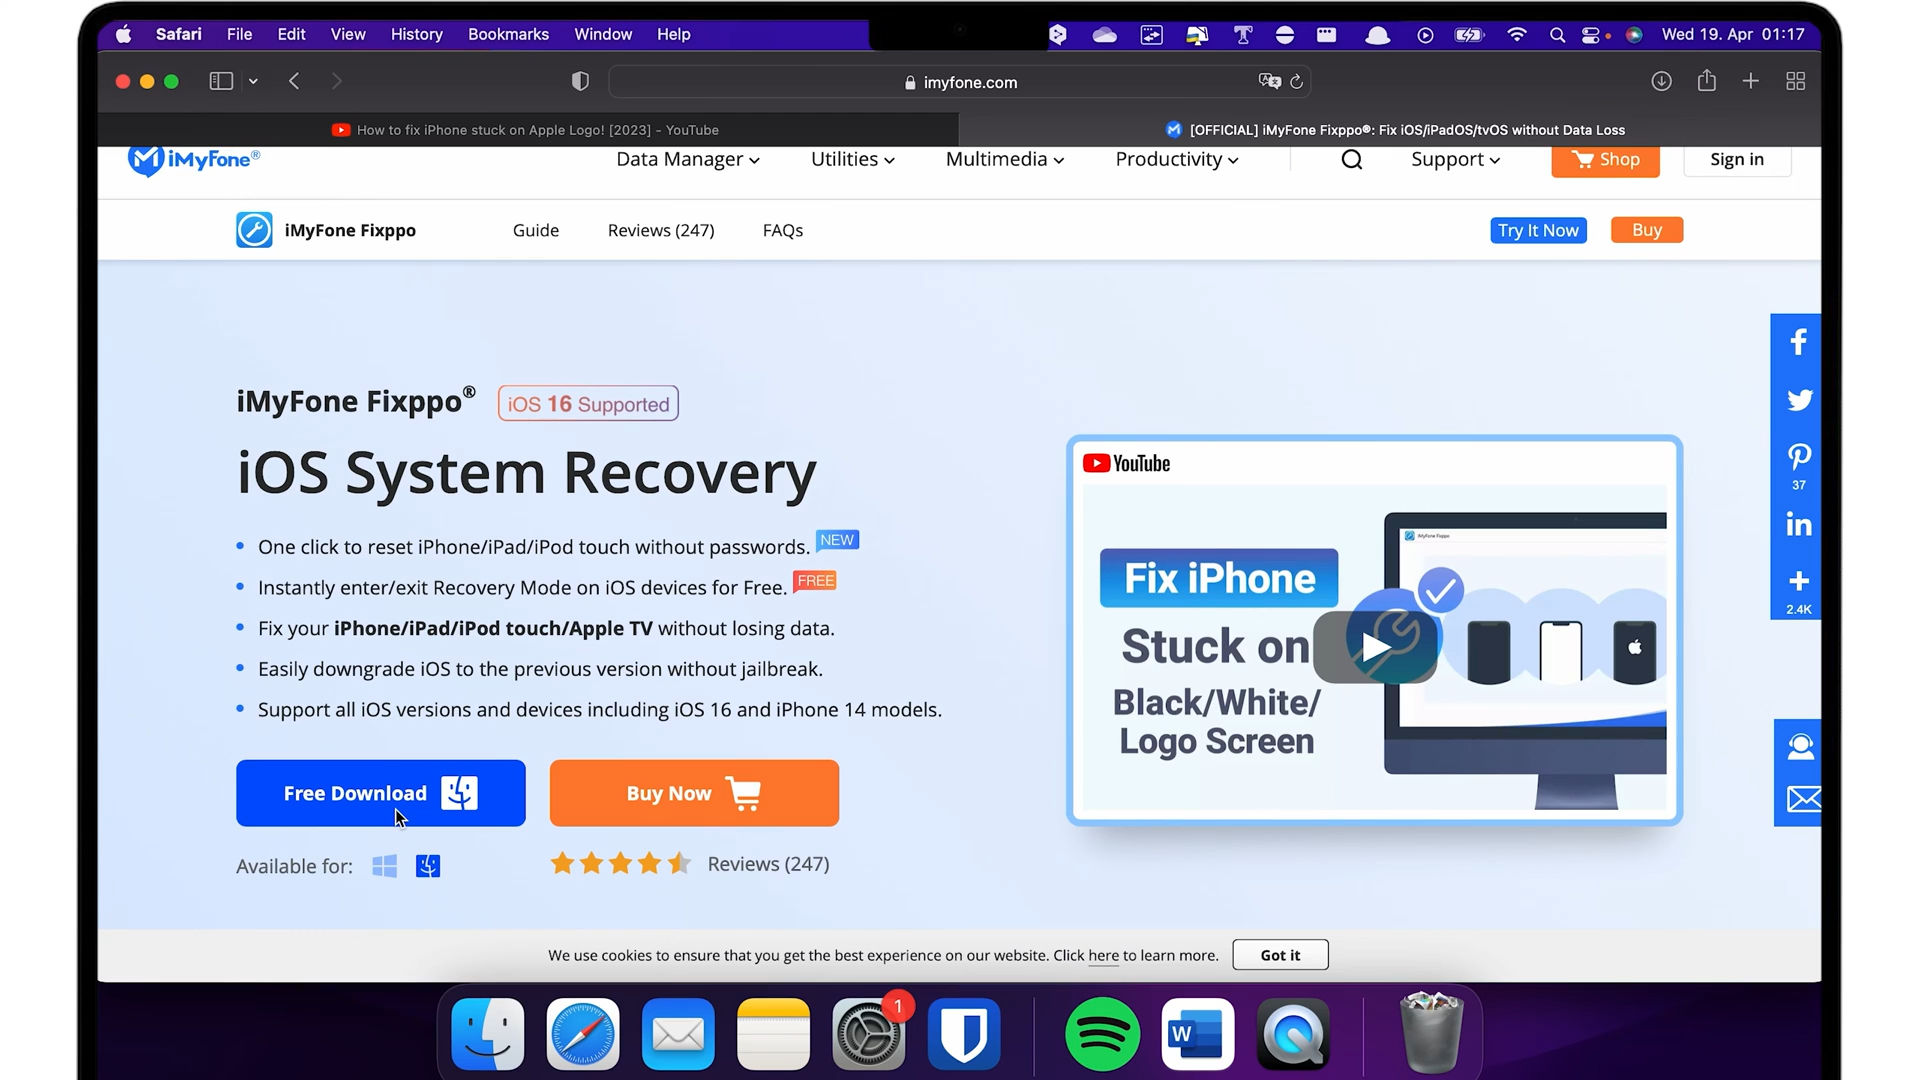 Safari File Edit View History Bookmarks Window Help Wed 19. Apr 01:17
imyfone.com
How to fix iPhone stuck on Apple Logo! [2023] - YouTube
[OFFICIAL] iMyFone Fixppo®: Fix iOS/iPadOS/tvOS without Data Loss
iMyFone® Data Manager Utilities Multimedia Productivity Support Shop Sign in
iMyFone Fixppo Guide Reviews (247) FAQs Try It Now Buy
iMyFone Fixppo® iOS 16 Supported
iOS System Recovery
One click to reset iPhone/iPad/iPod touch without passwords. NEW
Instantly enter/exit Recovery Mode on iOS devices for Free. FREE
Fix your iPhone/iPad/iPod touch/Apple TV without losing data.
Easily downgrade iOS to the previous version without jailbreak.
Support all iOS versions and devices including iOS 16 and iPhone 14 models.
Free Download Buy Now
Available for: Reviews (247)
YouTube
iMyFone Fixppo
Fix iPhone
Stuck on
Black/White/
Logo Screen
37
2.4K
We use cookies to ensure that you get the best experience on our website. Click here to learn more. Got it
1
W